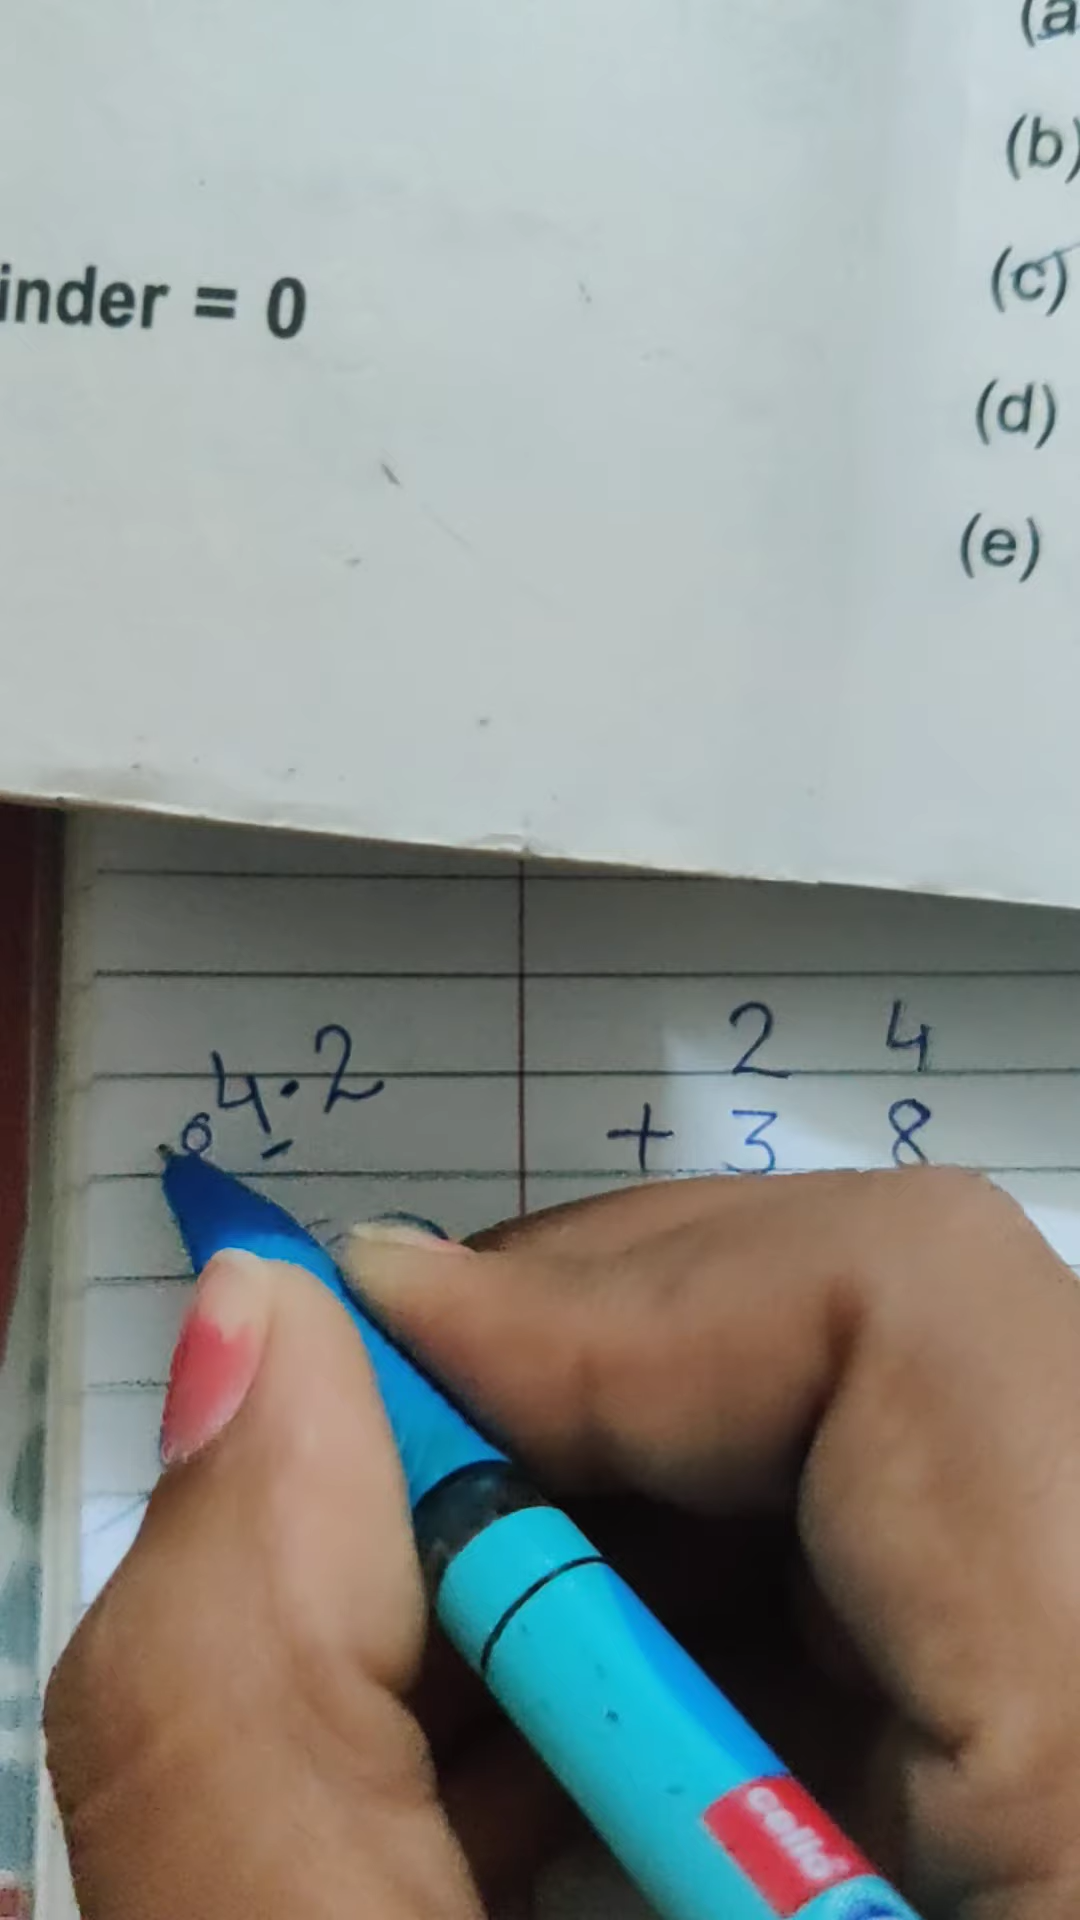 (a
(b)
(c)
inder = 0
(d)
(e)
4.2
2 4
+ 3 8
cello